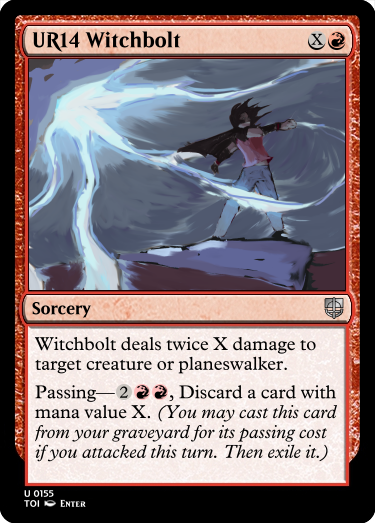 UR14 Witchbolt X
Sorcery
Witchbolt deals twice X damage to
target creature or planeswalker.
Passing—2, Discard a card with
mana value X. (You may cast this card
from your graveyard for its passing cost
if you attacked this turn. Then exile it.)
U 0155
TOI ENTER